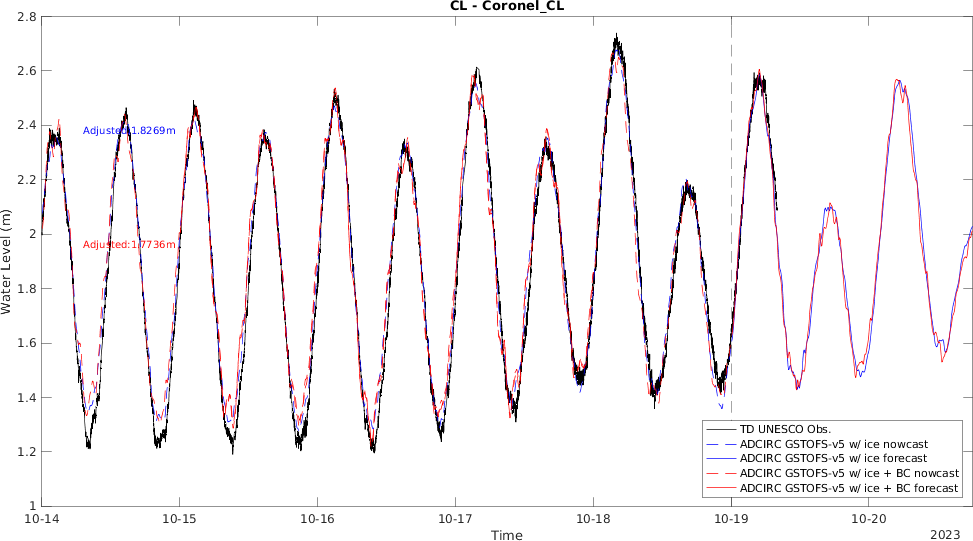 CL - Coronel_CL
2.8
2.6
2.4
2.2
2
1.8
1.6
1.4
1.2
1
Water Level (m)
Adjusted:1.8269m
Adjusted:1.7736m
TD UNESCO Obs.
ADCIRC GSTOFS-v5 w/ ice nowcast
ADCIRC GSTOFS-v5 w/ ice forecast
ADCIRC GSTOFS-v5 w/ ice + BC nowcast
ADCIRC GSTOFS-v5 w/ ice + BC forecast
10-14 10-15 10-16 10-17 10-18 10-19 10-20
Time
2023